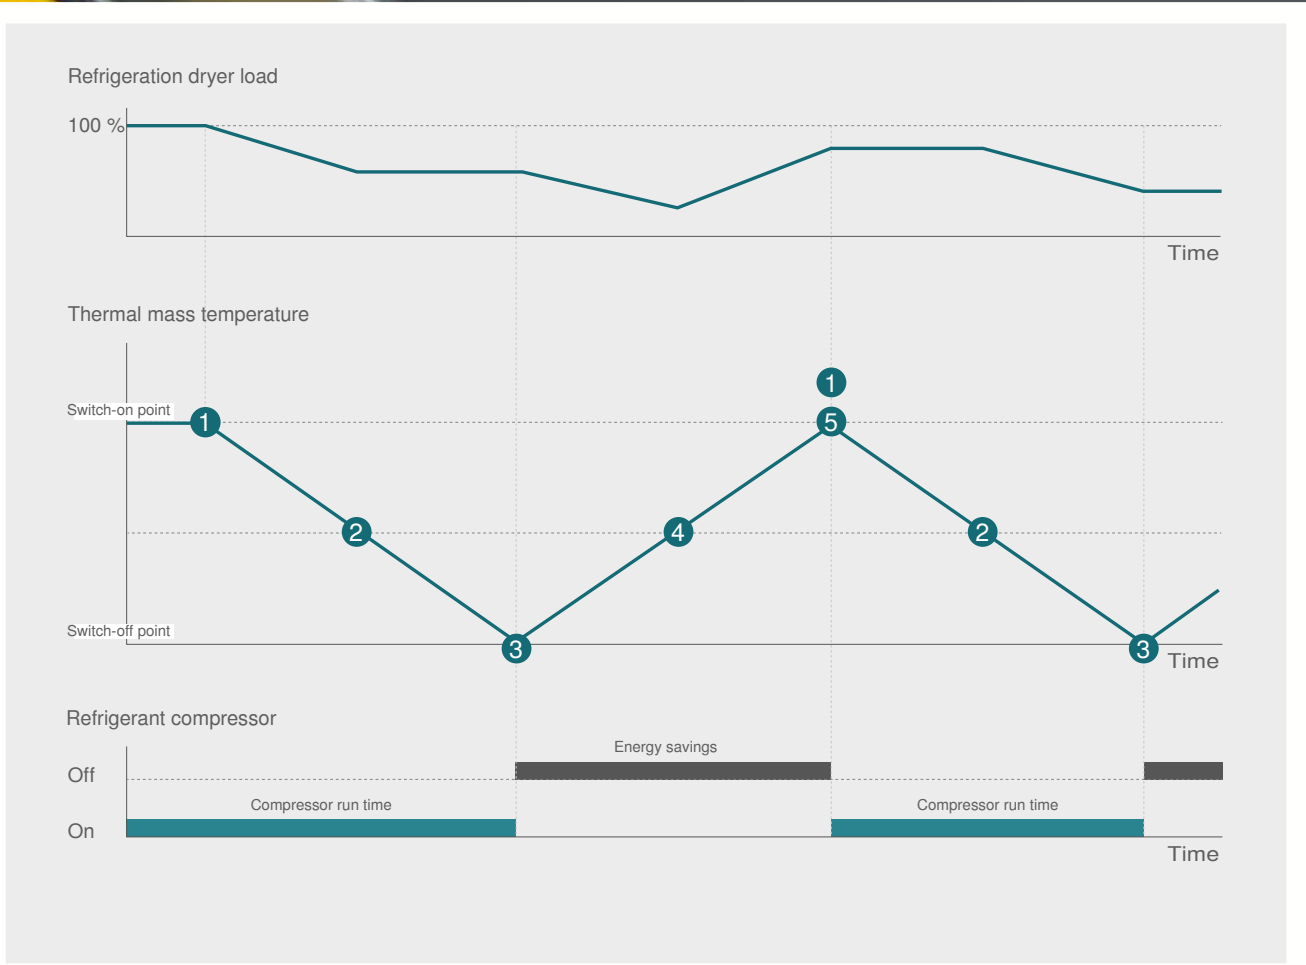 Refrigeration dryer load
100 %
Time
Thermal mass temperature
1
Switch-on point
1
5
2
4
2
Switch-off point
3
3
Time
Refrigerant compressor
Energy savings
Off
Compressor run time
Compressor run time
On
Time